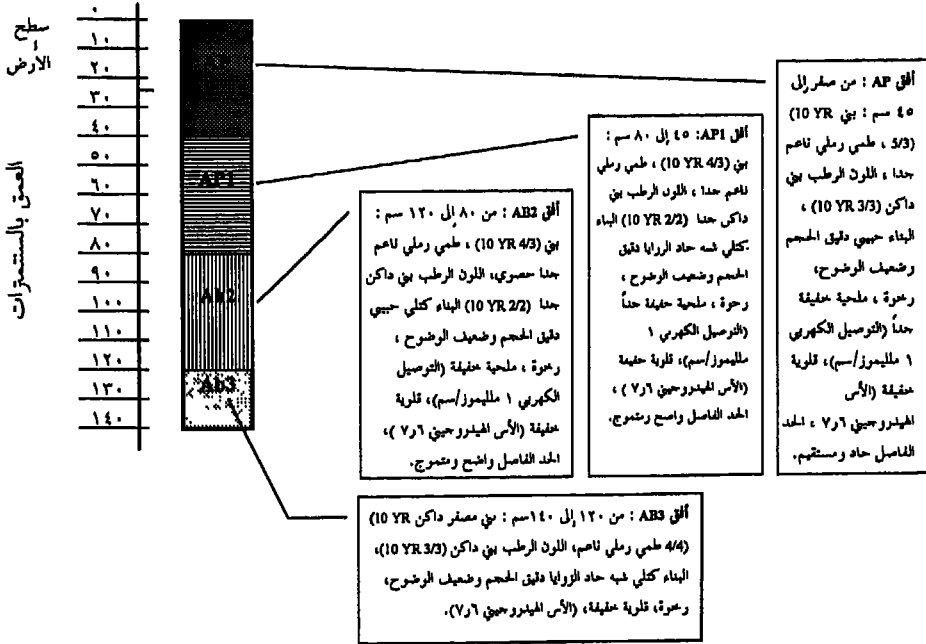 سطح
الأرض
العمق بالسنتمترات
٠
١٠
٢٠
٣٠
٤٠
٥٠
٦٠
٧٠
٨٠
٩٠
١٠٠
١١٠
١٢٠
١٣٠
١٤٠
AP1
Ab2
Ab3
أفق AP : من صفر إلى
٤٥ سم : بني (10 YR
5/3) ، طمي رملي ناعم
جدا ، اللون الرطب بني
داكن (10 YR 3/3) ،
البناء حبيبي دقيق الحجم
وضعيف الوضوح،
رخوة ، ملحية خفيفة
جداً (التوصيل الكهربي
١ ملليموز/سم)، قلوية
خفيفة (الأس
الهيدروجيني ٧٫٦ ، الحد
الفاصل حاد ومستقيم.
أفق AP1: ٤٥ إلى ٨٠ سم :
بني (10 YR 4/3) ، طمي رملي
ناعم جدا ، اللون الرطب بني
داكن جدا (10 YR 2/2) البناء
كتلي شبه حاد الزوايا دقيق
الحجم وضعيف الوضوح ،
رخوة ، ملحية خفيفة جداً
(التوصيل الكهربي ١
ملليموز/سم)، قلوية خفيفة
(الأس الهيدروجيني ٧٫٦) ،
الحد الفاصل واضح ومتموج.
أفق AB2 : من ٨٠ إلى ١٢٠ سم :
بني (10 YR 4/3) ، طمي رملي ناعم
جدا حصوي، اللون الرطب بني داكن
جدا (10 YR 2/2) البناء كتلي حبيبي
دقيق الحجم وضعيف الوضوح ،
رخوة ، ملحية خفيفة (التوصيل
الكهربي ١ ملليموز/سم)، قلوية
خفيفة (الأس الهيدروجيني ٧٫٦ )،
الحد الفاصل واضح ومتموج.
أفق AB3 : من ١٢٠ إلى ١٤٠سم : بني مصفر داكن (10 YR
4/4) طمي رملي ناعم، اللون الرطب بني داكن (10 YR 3/3)،
البناء كتلي شبه حاد الزوايا دقيق الحجم وضعيف الوضوح،
رخوة، قلوية خفيفة، (الأس الهيدروجيني ٧٫٦).